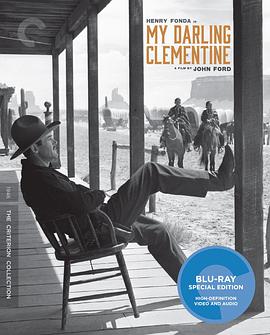 HENRY FONDA IN
MY DARLING
CLEMENTINE
A FILM BY JOHN FORD
1946
THE CRITERION COLLECTION
BLU-RAY
SPECIAL EDITION
HIGH-DEFINITION
VIDEO AND AUDIO